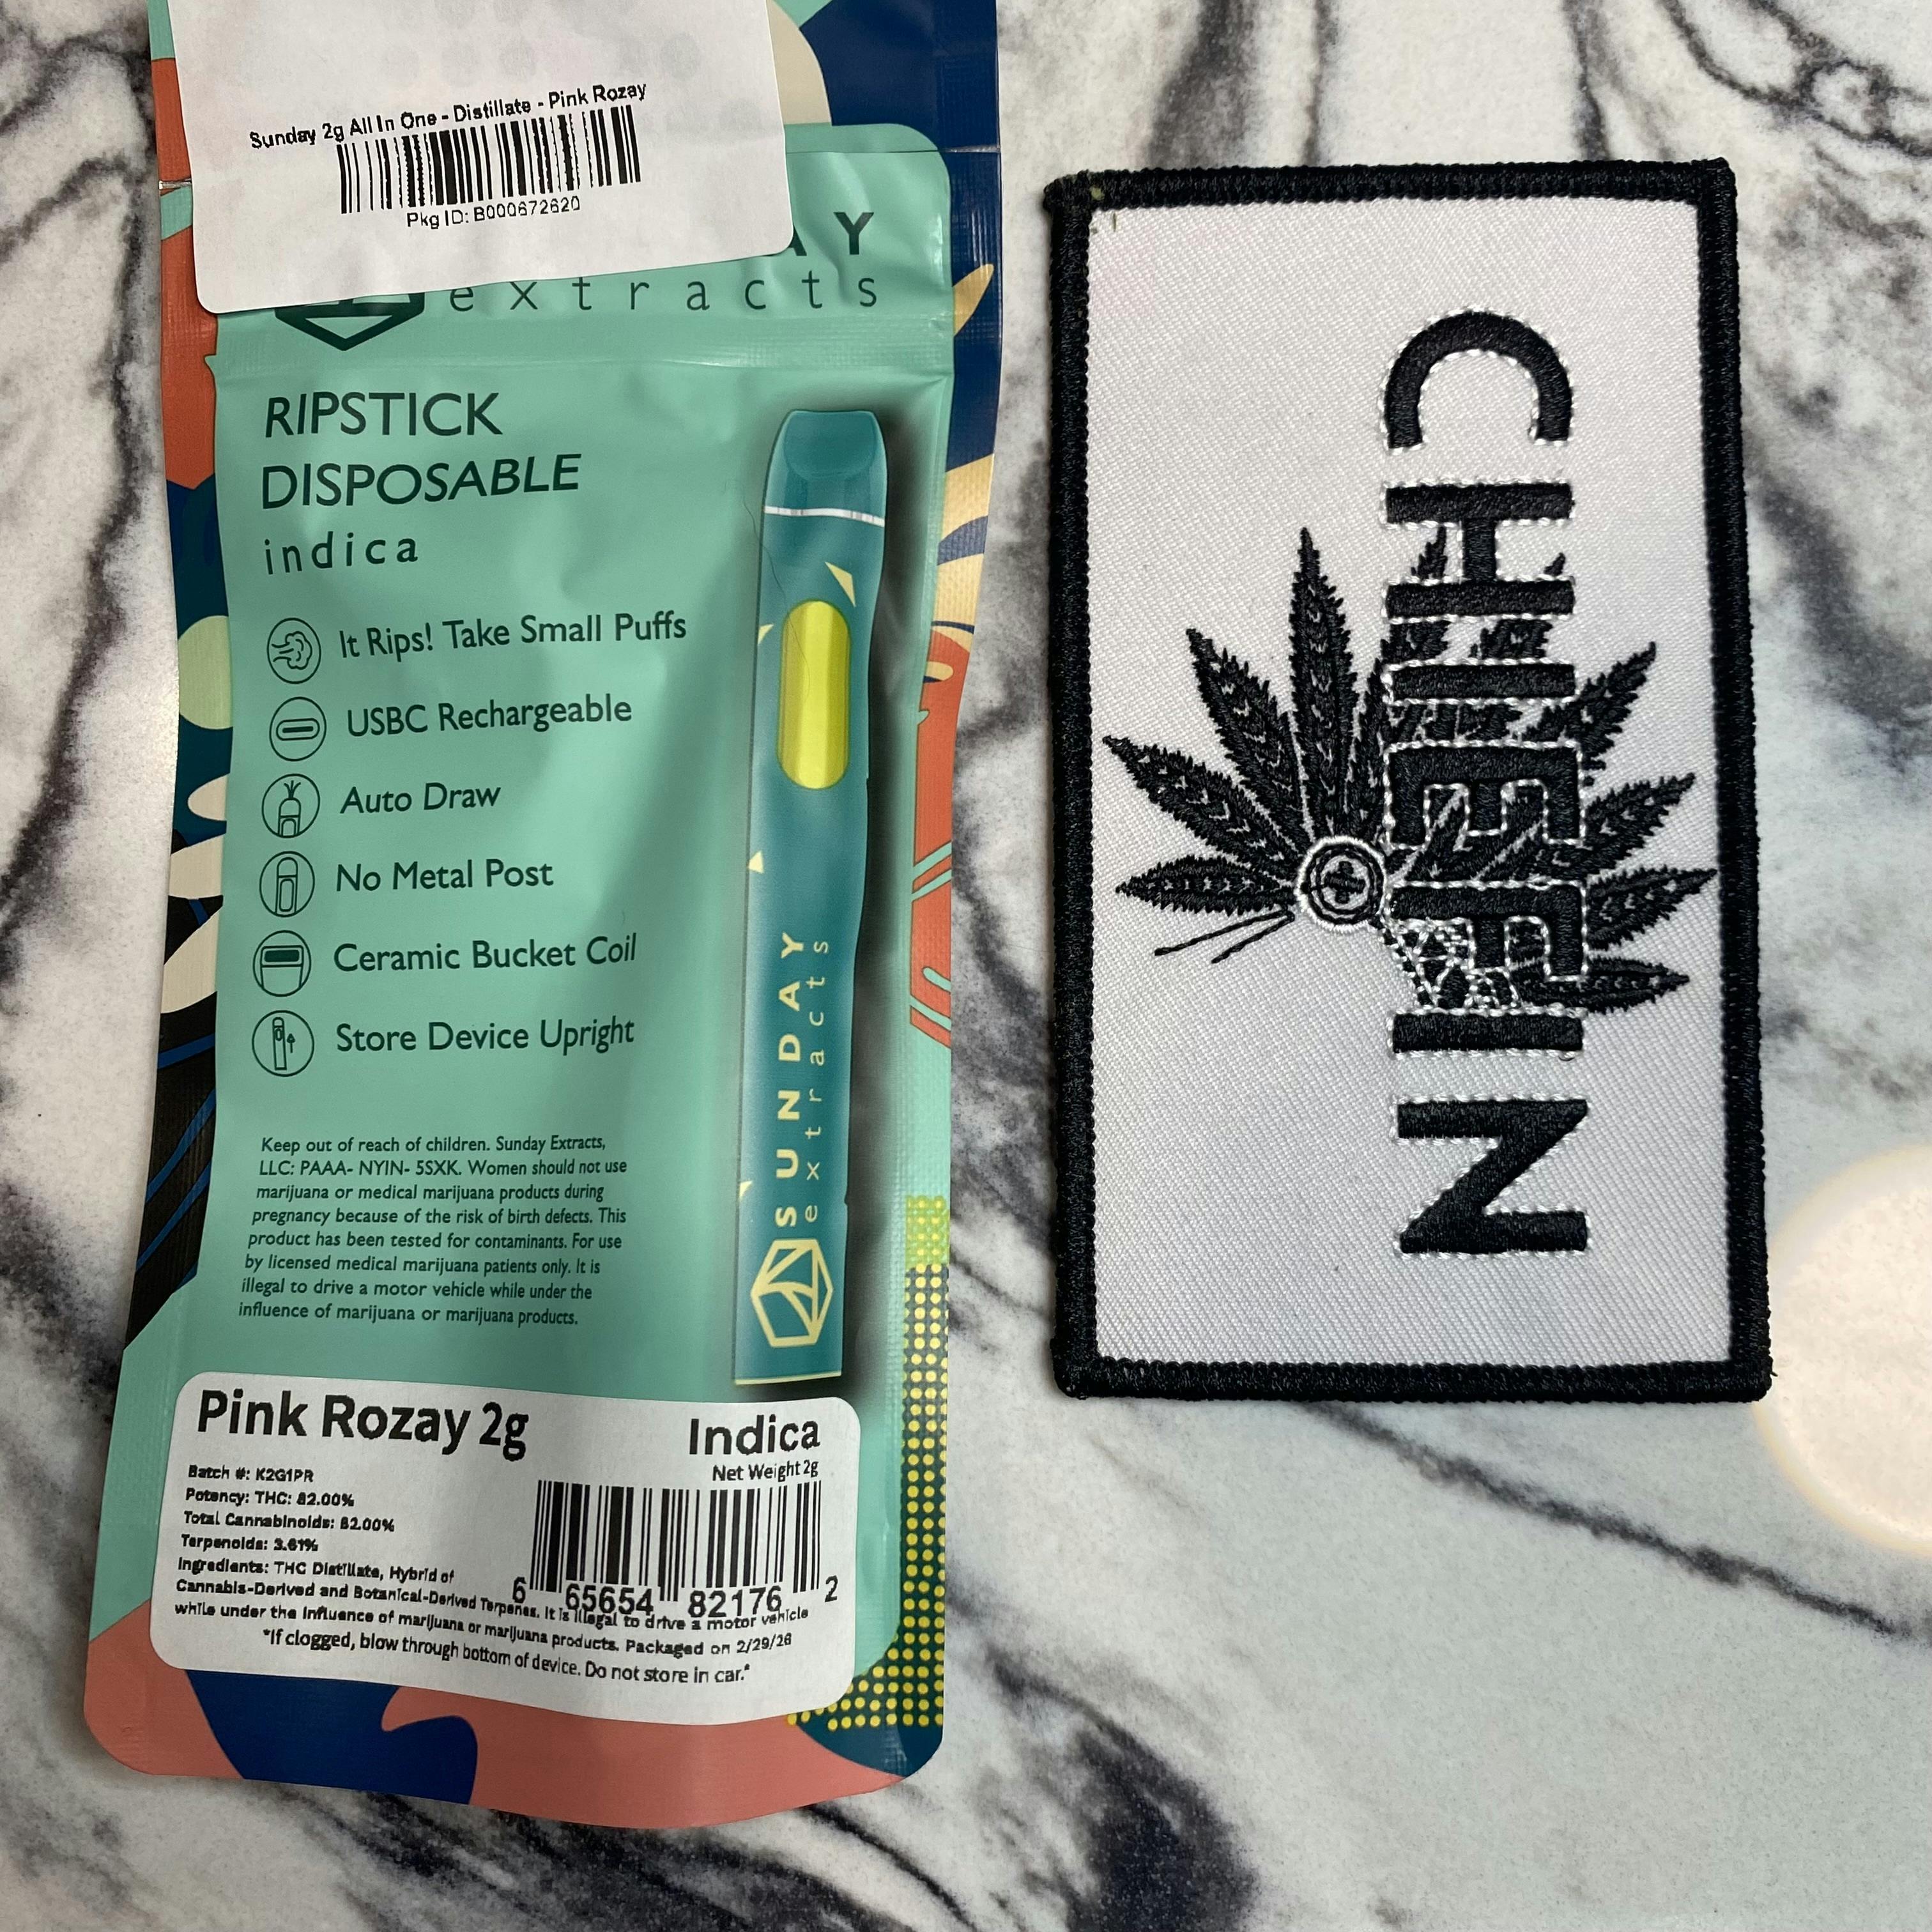 Sunday 2g All In One - Distillate - Pink Rozay
Pkg ID: B000672620
AY
extracts
RIPSTICK
DISPOSABLE
indica
It Rips! Take Small Puffs
USBC Rechargeable
Auto Draw
No Metal Post
Ceramic Bucket Coil
Store Device Upright
SUNDAY
extracts
Keep out of reach of children. Sunday Extracts,
LLC: PAAA- NYIN- 5SXK. Women should not use
marijuana or medical marijuana products during
pregnancy because of the risk of birth defects. This
product has been tested for contaminants. For use
by licensed medical marijuana patients only. It is
illegal to drive a motor vehicle while under the
influence of marijuana or marijuana products.
Pink Rozay 2g
Indica
Net Weight 2g
Batch #: K2G1PR
Potency: THC: 82.00%
Total Cannabinoids: 82.00%
Terpenoids: 3.61%
Ingredients: THC Distillate, Hybrid of
Cannabis-Derived and Botanical-Derived Terpenes. It is illegal to drive a motor vehicle
while under the influence of marijuana or marijuana products. Packaged on 2/29/26
6 65654 82176 2
*If clogged, blow through bottom of device. Do not store in car.*
CHIEFIN